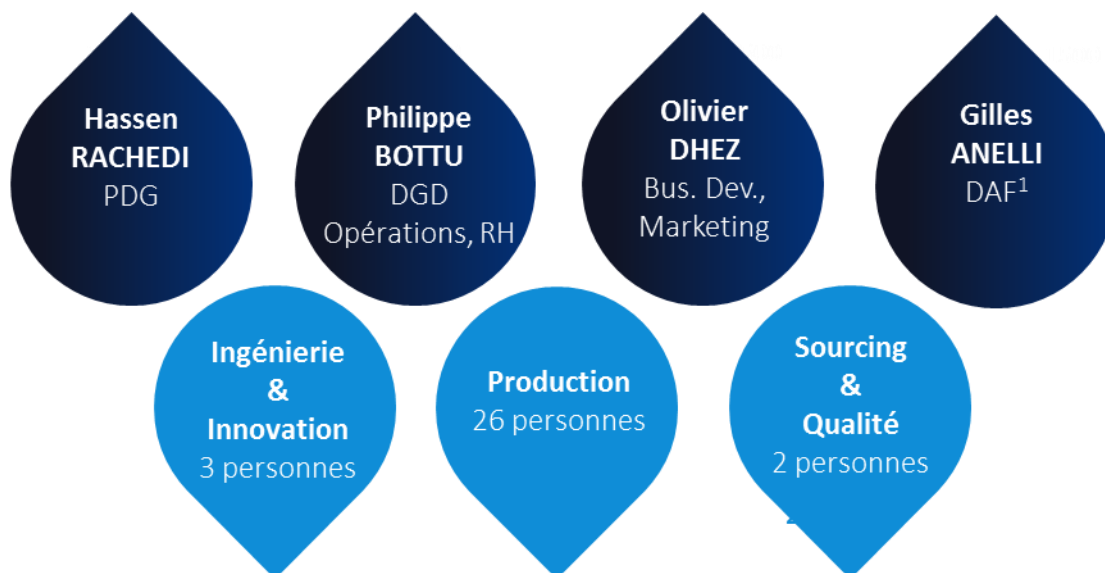 Hassen
RACHEDI
PDG
Philippe
BOTTU
DGD
Opérations, RH
Olivier
DHEZ
Bus. Dev.,
Marketing
Gilles
ANELLI
DAF¹
Ingénierie
&
Innovation
3 personnes
Production
26 personnes
Sourcing
&
Qualité
2 personnes